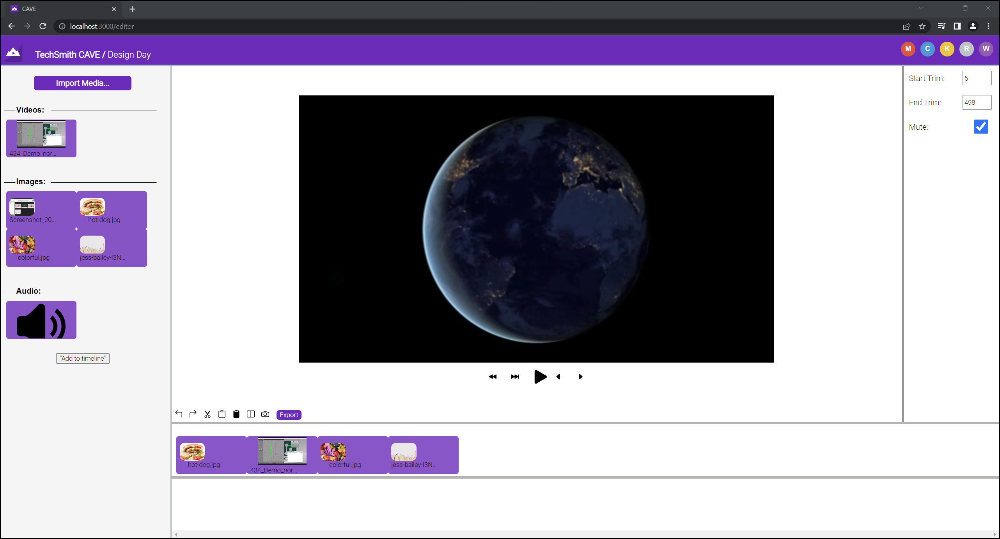 CAVE
localhost:3000/editor
TechSmith CAVE / Design Day
M C K R W
Import Media...
Videos:
434_Demo_nor...
Images:
Screenshot_20...
hot-dog.jpg
colorful.jpg
jess-bailey-l3N...
Audio:
"Add to timeline"
Start Trim: 5
End Trim: 498
Mute:
Export
hot-dog.jpg
434_Demo_nor...
colorful.jpg
jess-bailey-l3N...